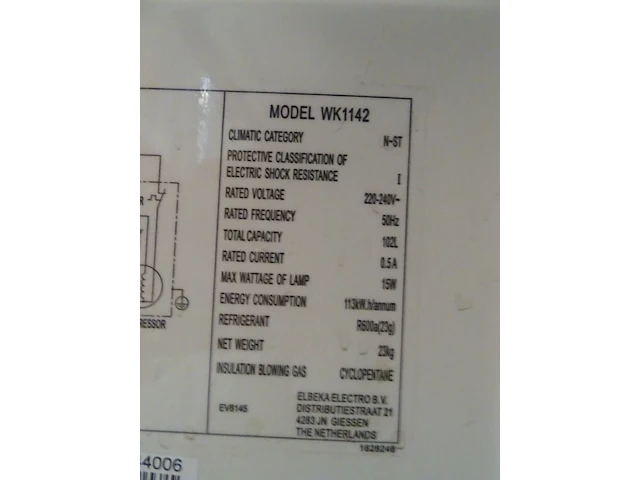 MODEL WK1142
CLIMATIC CATEGORY N-ST
PROTECTIVE CLASSIFICATION OF
ELECTRIC SHOCK RESISTANCE I
RATED VOLTAGE 220-240V~
RATED FREQUENCY 50Hz
TOTAL CAPACITY 102L
RATED CURRENT 0.5A
MAX WATTAGE OF LAMP 15W
ENERGY CONSUMPTION 113kW.h/annum
REFRIGERANT R600a(23g)
NET WEIGHT 23kg
INSULATION BLOWING GAS CYCLOPENTANE
ELBEKA ELECTRO B.V.
EV8145 DISTRIBUTIESTRAAT 21
4283 JN GIESSEN
THE NETHERLANDS
1628246
RESSOR
4006